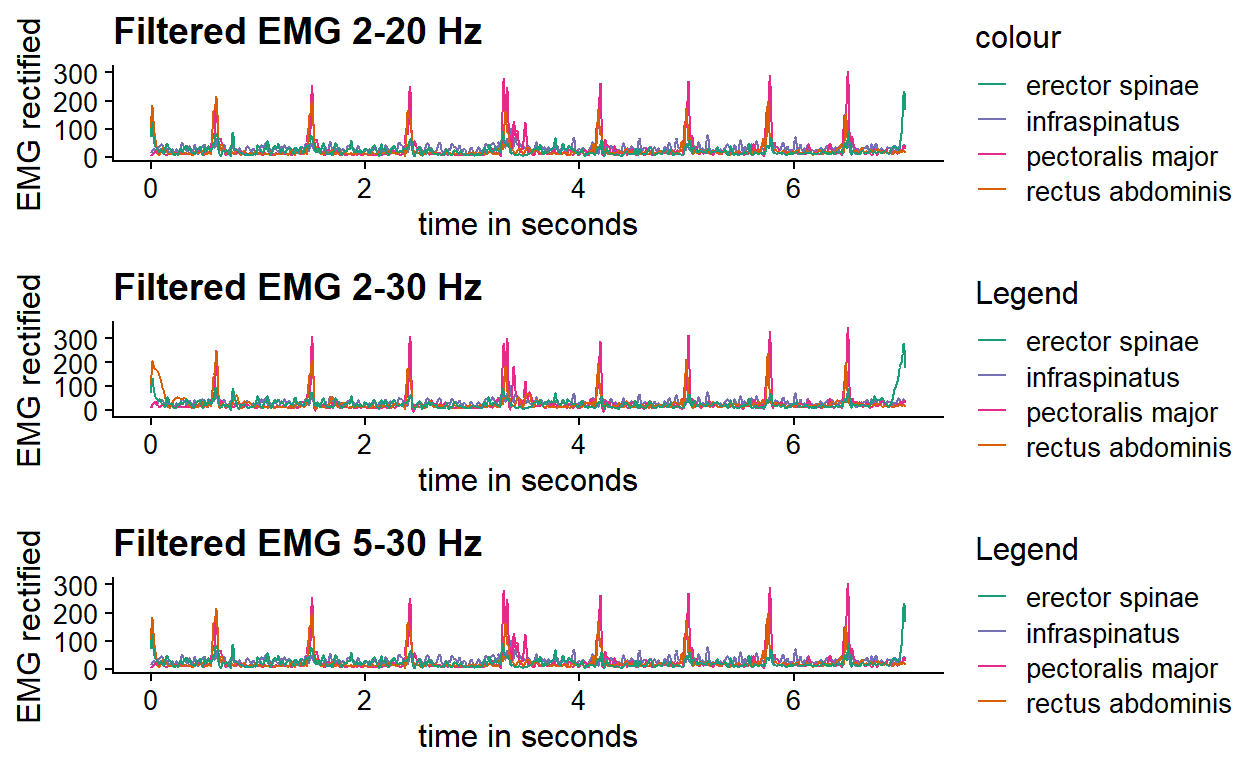 Filtered EMG 2-20 Hz
EMG rectified
300
200
100
0
0 2 4 6
time in seconds
colour
erector spinae
infraspinatus
pectoralis major
rectus abdominis
Filtered EMG 2-30 Hz
EMG rectified
300
200
100
0
0 2 4 6
time in seconds
Legend
erector spinae
infraspinatus
pectoralis major
rectus abdominis
Filtered EMG 5-30 Hz
EMG rectified
300
200
100
0
0 2 4 6
time in seconds
Legend
erector spinae
infraspinatus
pectoralis major
rectus abdominis